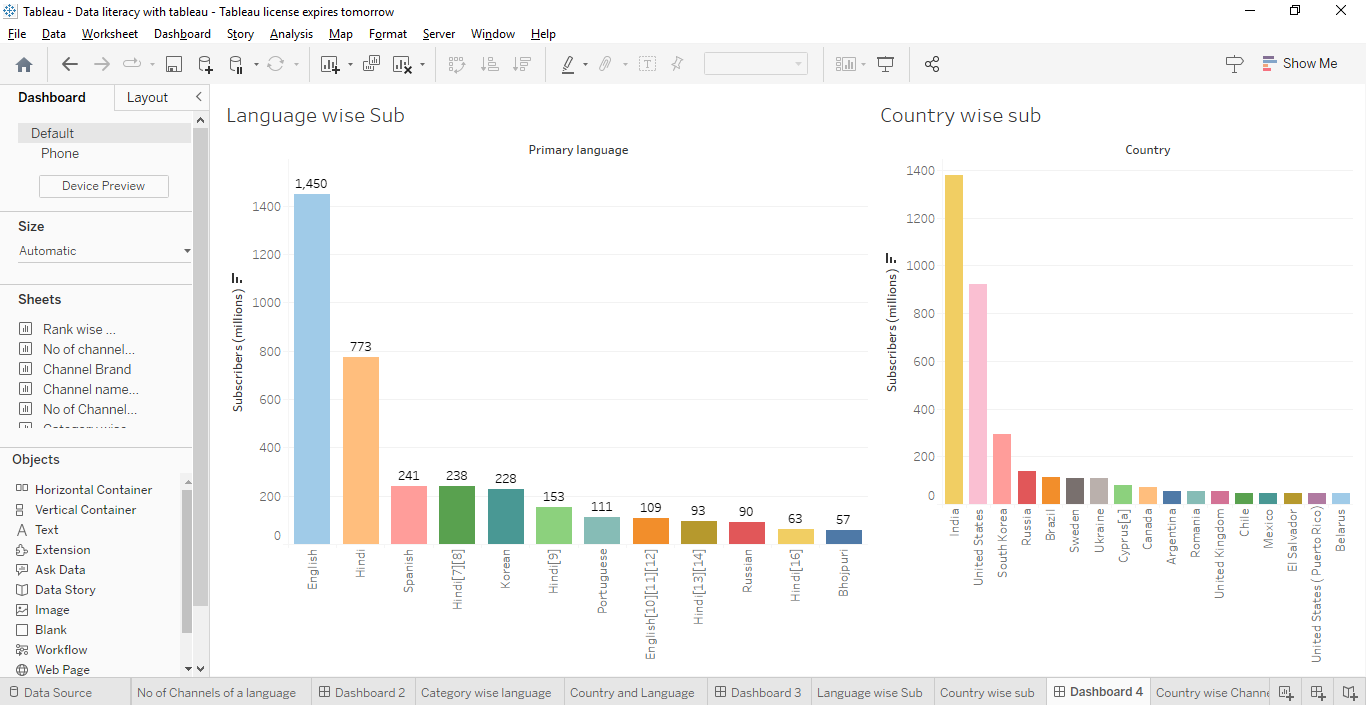 Tableau - Data literacy with tableau - Tableau license expires tomorrow
File Data Worksheet Dashboard Story Analysis Map Format Server Window Help
Show Me
Dashboard Layout
Default
Phone
Device Preview
Size
Automatic
Sheets
Rank wise ...
No of channel...
Channel Brand
Channel name...
No of Channel...
Objects
Horizontal Container
Vertical Container
Text
Extension
Ask Data
Data Story
Image
Blank
Workflow
Web Page
Language wise Sub
Primary language
Subscribers (millions)
1400
1200
1000
800
600
400
200
0
1,450
773
241
238
228
153
111
109
93
90
63
57
English
Hindi
Spanish
Hindi[7][8]
Korean
Hindi[9]
Portuguese
English[10][11][12]
Hindi[13][14]
Russian
Hindi[16]
Bhojpuri
Country wise sub
Country
Subscribers (millions)
1400
1200
1000
800
600
400
200
0
India
United States
South Korea
Russia
Brazil
Sweden
Ukraine
Cyprus[a]
Canada
Argentina
Romania
United Kingdom
Chile
Mexico
El Salvador
United States ( Puerto Rico)
Belarus
Data Source No of Channels of a language Dashboard 2 Category wise language Country and Language Dashboard 3 Language wise Sub Country wise sub Dashboard 4 Country wise Channe